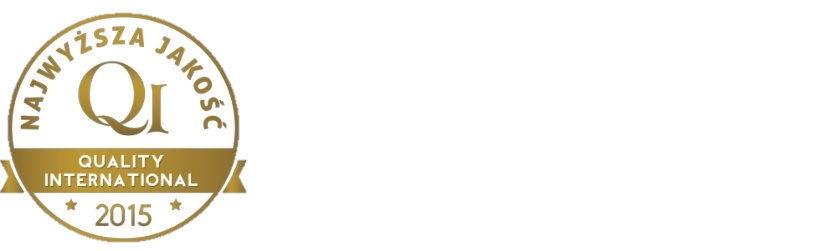 NAJWYŻSZA JAKOŚĆ
QI
QUALITY
INTERNATIONAL
2015